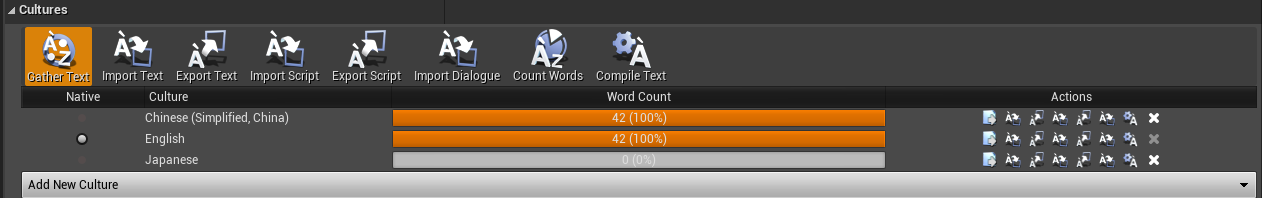 Cultures
Gather Text Import Text Export Text Import Script Export Script Import Dialogue Count Words Compile Text
Native Culture Word Count Actions
Chinese (Simplified, China) 42 (100%)
English 42 (100%)
Japanese 0 (0%)
Add New Culture